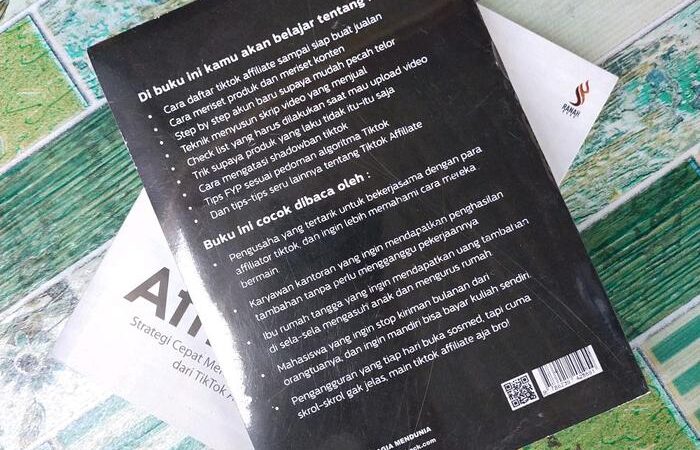 Di buku ini kamu akan belajar tentang
Cara daftar tiktok affiliate sampai siap buat jualan
Cara meriset produk dan meriset konten
Step by step akun baru supaya mudah pecah telor
Teknik menyusun skrip video yang menjual
Check list yang harus dilakukan saat mau upload video
Trik supaya produk yang laku tidak itu-itu saja
Cara mengatasi shadowban tiktok
Tips FYP sesuai pedoman algoritma Tiktok
Dan tips-tips seru lainnya tentang Tiktok Affiliate
Buku ini cocok dibaca oleh :
Pengusaha yang tertarik untuk bekerjasama dengan para
affiliator tiktok, dan ingin lebih memahami cara mereka
bermain
Karyawan kantoran yang ingin mendapatkan penghasilan
tambahan tanpa perlu mengganggu pekerjaannya
Ibu rumah tangga yang ingin mendapatkan uang tambahan
di sela-sela mengasuh anak dan mengurus rumah
Mahasiswa yang ingin stop kiriman bulanan dari
orangtuanya, dan ingin mandiri bisa bayar kuliah sendiri
Pengangguran yang tiap hari buka sosmed, tapi cuma
skrol-skrol gak jelas, main tiktok affiliate aja bro!
AGIA MENDUNIA
ock.com
RANAH
Strategi Cepat Me
dari TikTok A